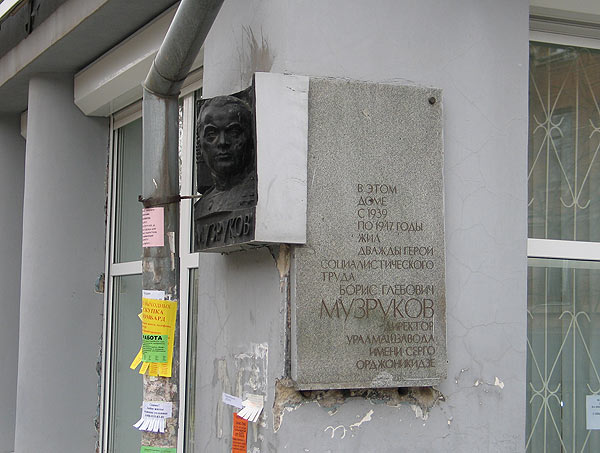 МУЗРУКОВ
В ЭТОМ
ДОМЕ
С 1939
ПО 1947 ГОДЫ
ЖИЛ
ДВАЖДЫ ГЕРОЙ
СОЦИАЛИСТИЧЕСКОГО
ТРУДА
БОРИС ГЛЕБОВИЧ
МУЗРУКОВ
ДИРЕКТОР
УРАЛМАШЗАВОДА
ИМЕНИ СЕРГО
ОРДЖОНИКИДЗЕ
РАБОТА